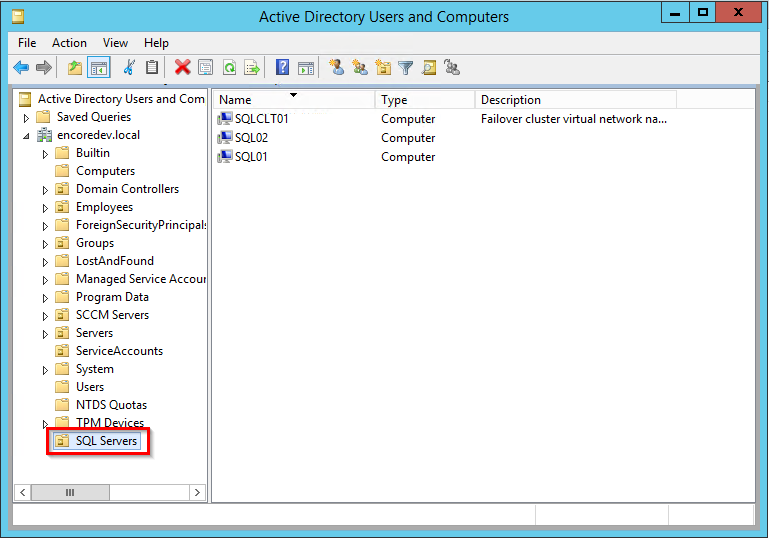 Active Directory Users and Computers
File Action View Help
Active Directory Users and Com
Saved Queries
encoredev.local
Builtin
Computers
Domain Controllers
Employees
ForeignSecurityPrincipals
Groups
LostAndFound
Managed Service Accour
Program Data
SCCM Servers
Servers
ServiceAccounts
System
Users
NTDS Quotas
TPM Devices
SQL Servers
Name Type Description
SQLCLT01 Computer Failover cluster virtual network na...
SQL02 Computer
SQL01 Computer